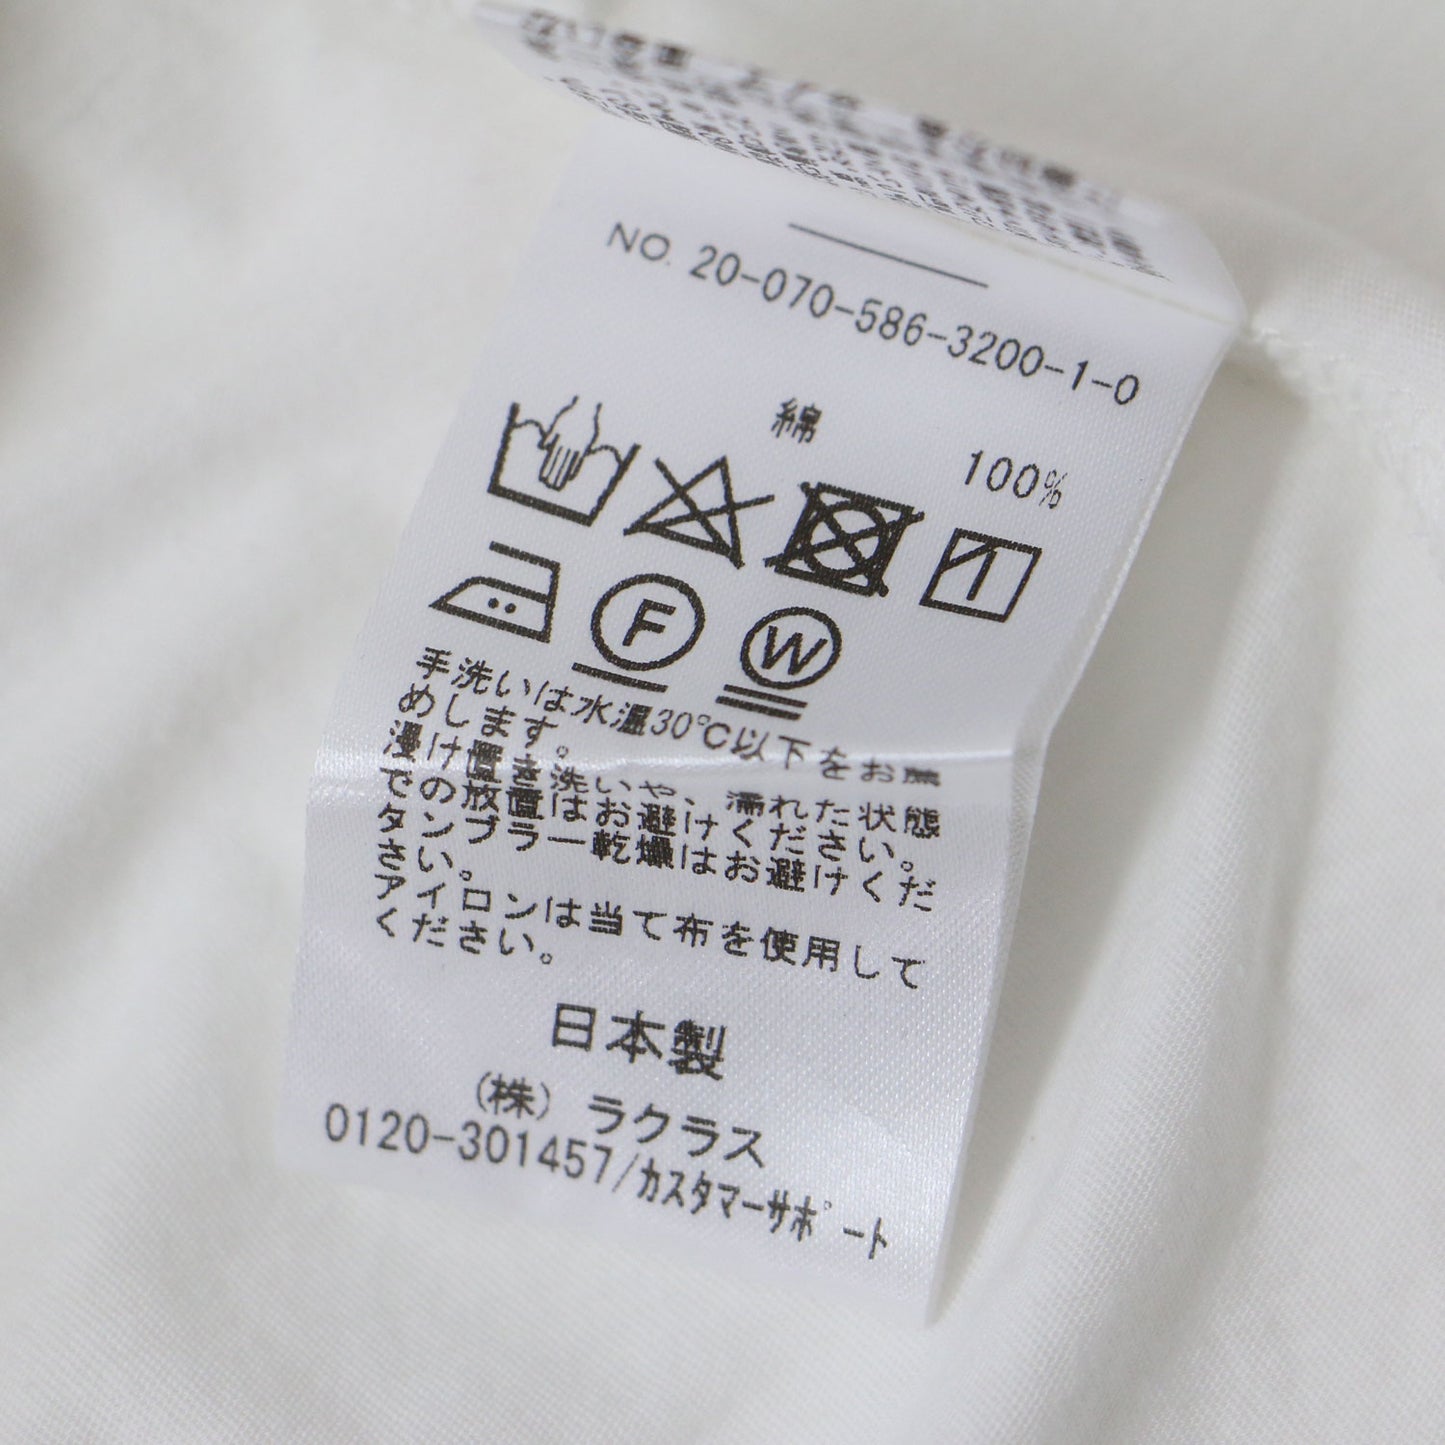 NO. 20-070-586-3200-1-0
綿 100%
F
W
手洗いは水温30℃以下をお薦
めします。
浸け置き洗いや、濡れた状態
での放置はお避けください。
タンブラー乾燥はお避けくだ
さい。
アイロンは当て布を使用して
ください。
日本製
(株) ラクラス
0120-301457/カスタマーサポート